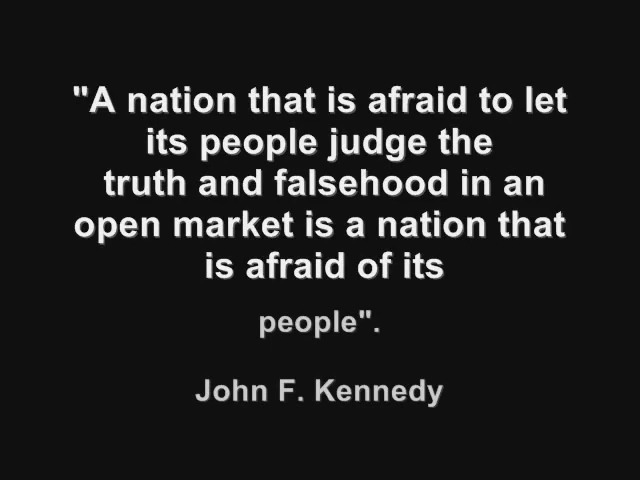 "A nation that is afraid to let
its people judge the
truth and falsehood in an
open market is a nation that
is afraid of its
people".
John F. Kennedy